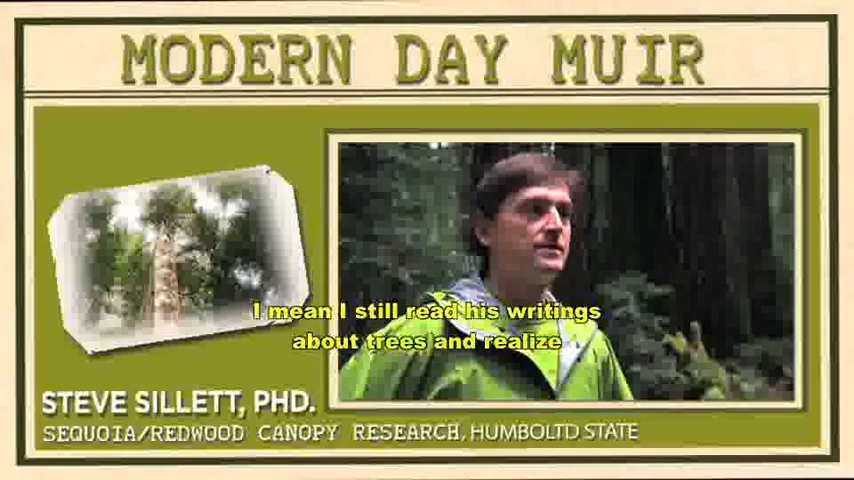 MODERN DAY MUIR
I mean I still read his writings
about trees and realize
STEVE SILLETT, PHD.
SEQUOIA/REDWOOD CANOPY RESEARCH, HUMBOLTD STATE